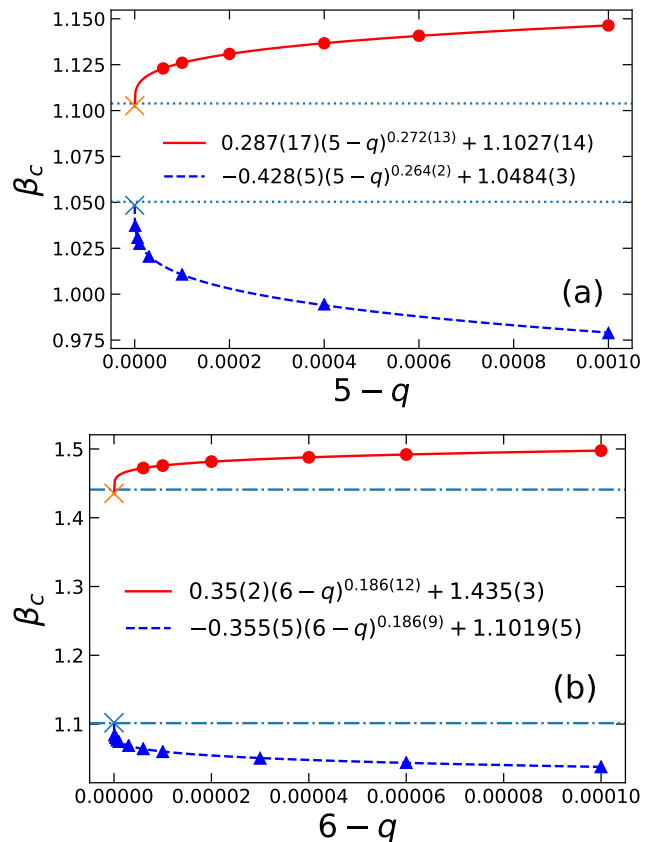 1.150
1.125
1.100
1.075
1.050
1.025
1.000
0.975
β_c
0.287(17)(5 − q)^0.272(13) + 1.1027(14)
−0.428(5)(5 − q)^0.264(2) + 1.0484(3)
(a)
0.0000 0.0002 0.0004 0.0006 0.0008 0.0010
5 − q
1.5
1.4
1.3
1.2
1.1
β_c
0.35(2)(6 − q)^0.186(12) + 1.435(3)
−0.355(5)(6 − q)^0.186(9) + 1.1019(5)
(b)
0.00000 0.00002 0.00004 0.00006 0.00008 0.00010
6 − q